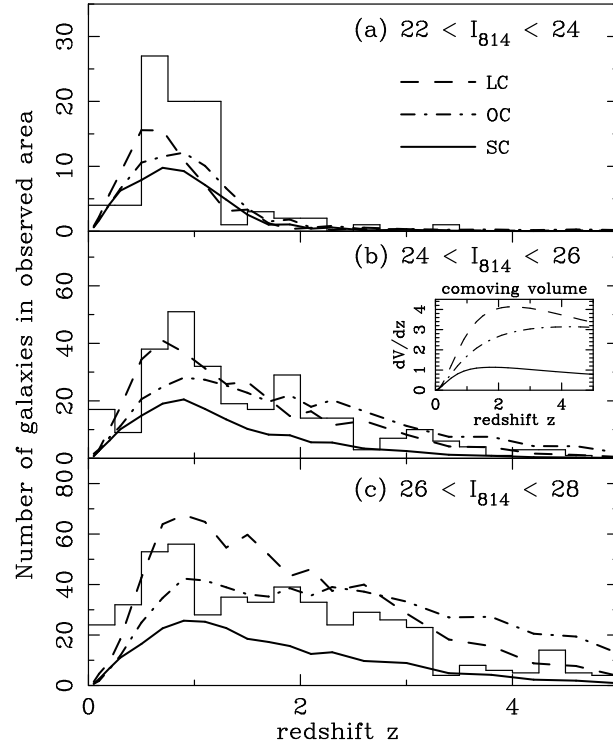 Number of galaxies in observed area
(a) 22 < I814 < 24
LC
OC
SC
30
20
10
0
(b) 24 < I814 < 26
comoving volume
dV/dz
4
3
2
1
0
0 2 4
redshift z
60
40
20
0
(c) 26 < I814 < 28
80
60
40
20
0
0 2 4
redshift z